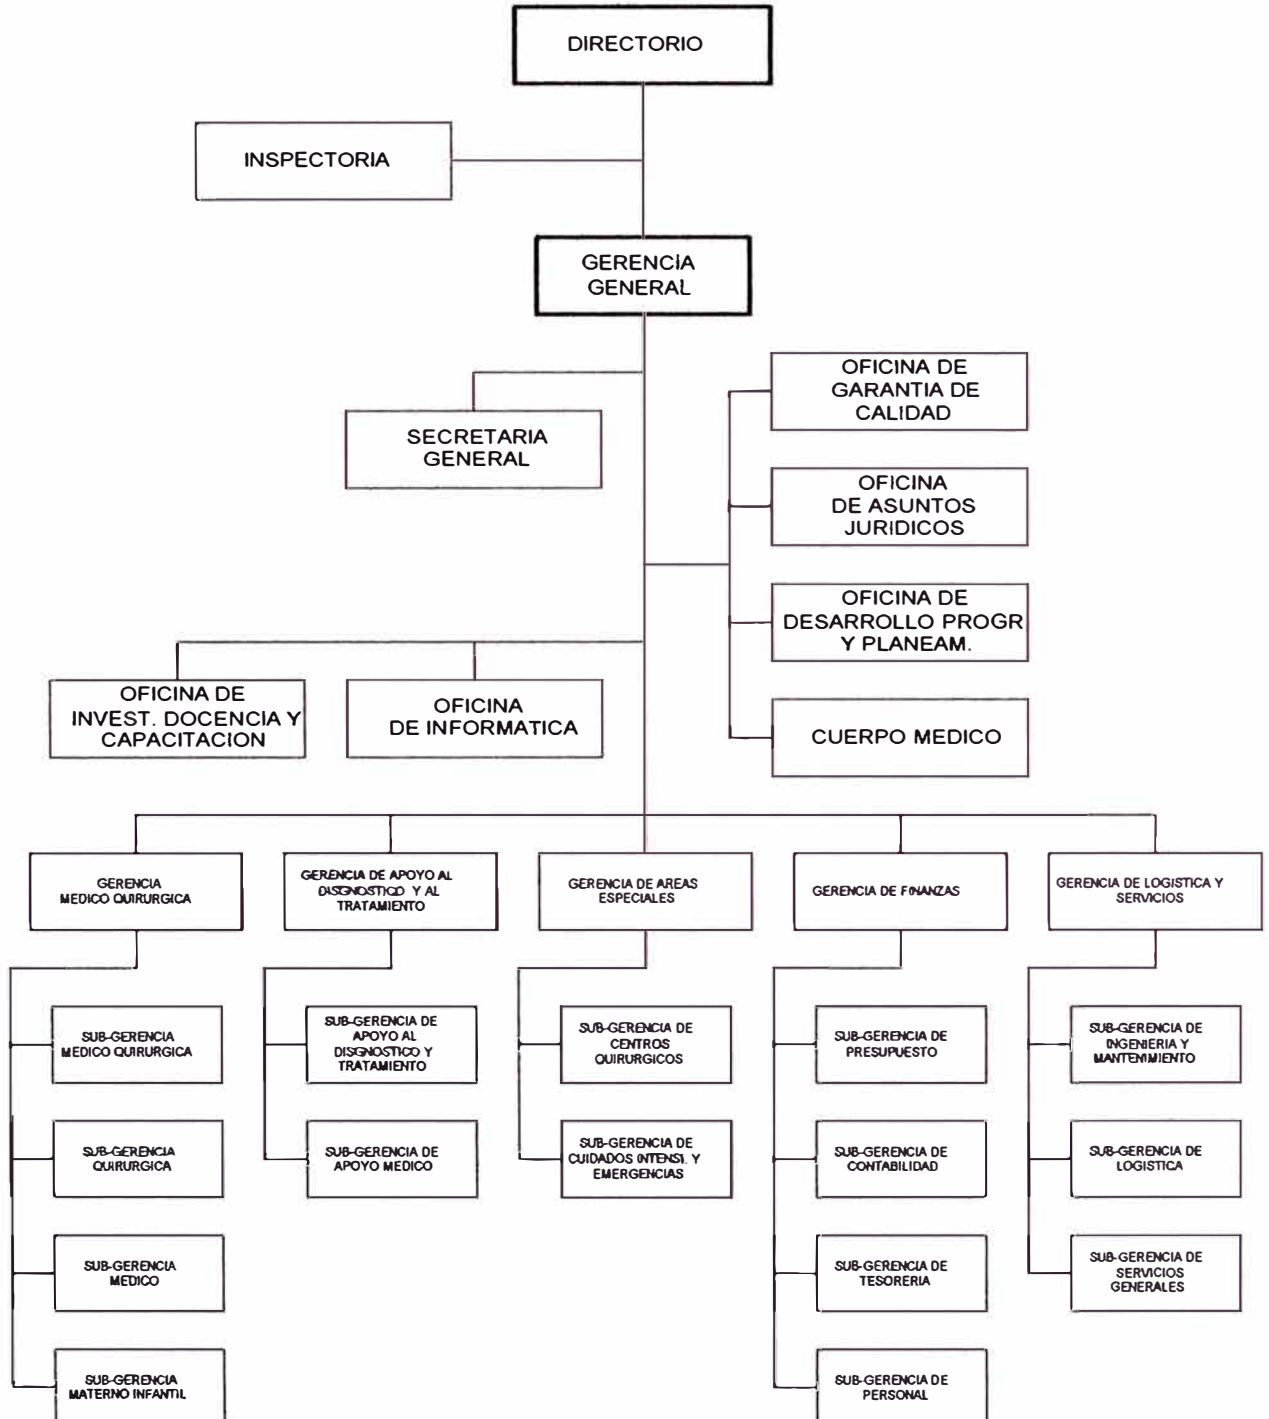 DIRECTORIO
INSPECTORIA
GERENCIA
GENERAL
SECRETARIA
GENERAL
OFICINA DE
GARANTIA DE
CALIDAD
OFICINA
DE ASUNTOS
JURIDICOS
OFICINA DE
DESARROLLO PROGR
Y PLANEAM.
CUERPO MEDICO
OFICINA DE
INVEST. DOCENCIA Y
CAPACITACION
OFICINA
DE INFORMATICA
GERENCIA
MEDICO QUIRURGICA
GERENCIA DE APOYO AL
DISGNOSTICO Y AL
TRATAMIENTO
GERENCIA DE AREAS
ESPECIALES
GERENCIA DE FINANZAS
GERENCIA DE LOGISTICA Y
SERVICIOS
SUB-GERENCIA
MEDICO QUIRURGICA
SUB-GERENCIA
QUIRURGICA
SUB-GERENCIA
MEDICO
SUB-GERENCIA
MATERNO INFANTIL
SUB-GERENCIA DE
APOYO AL
DISGNOSTICO Y
TRATAMIENTO
SUB-GERENCIA DE
APOYO MEDICO
SUB-GERENCIA DE
CENTROS
QUIRURGICOS
SUB-GERENCIA DE
CUIDADOS INTENSI. Y
EMERGENCIAS
SUB-GERENCIA DE
PRESUPUESTO
SUB-GERENCIA DE
CONTABILIDAD
SUB-GERENCIA DE
TESORERIA
SUB-GERENCIA DE
PERSONAL
SUB-GERENCIA DE
INGENIERIA Y
MANTENIMIENTO
SUB-GERENCIA DE
LOGISTICA
SUB-GERENCIA DE
SERVICIOS
GENERALES